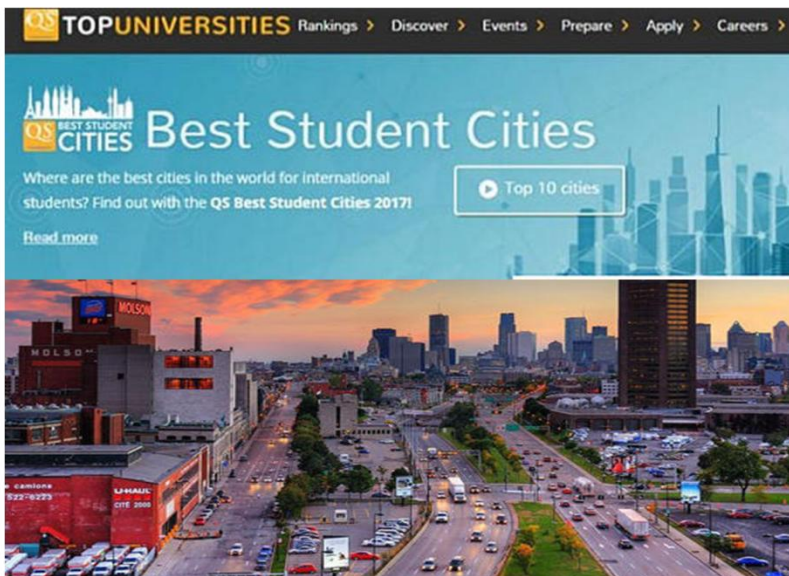 QS TOPUNIVERSITIES Rankings Discover Events Prepare Apply Careers
QS BEST STUDENT CITIES
Best Student Cities
Where are the best cities in the world for international
students? Find out with the QS Best Student Cities 2017!
Top 10 cities
Read more
MOLSON
MOLSON
camions
522-6223
U-HAUL
CITÉ 2000